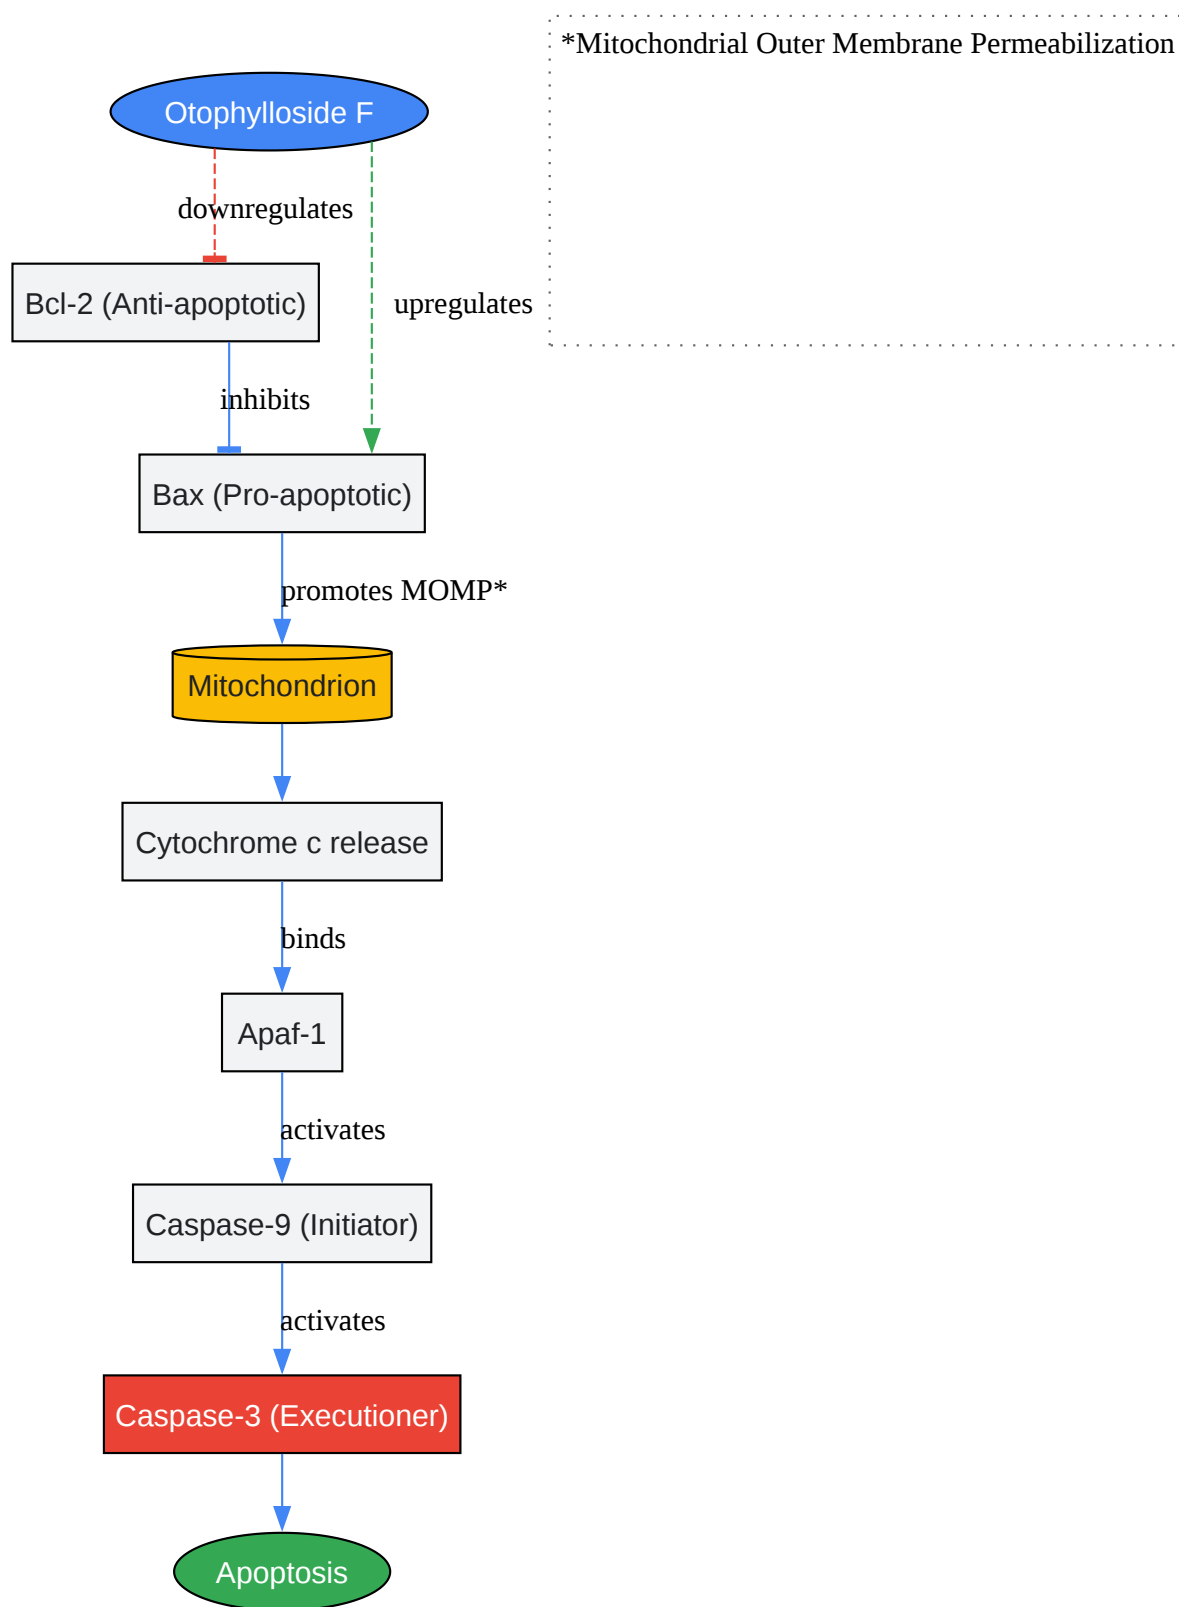 *Mitochondrial Outer Membrane Permeabilization
Otophylloside F
downregulates
Bcl-2 (Anti-apoptotic)
upregulates
inhibits
Bax (Pro-apoptotic)
promotes MOMP*
Mitochondrion
Cytochrome c release
binds
Apaf-1
activates
Caspase-9 (Initiator)
activates
Caspase-3 (Executioner)
Apoptosis